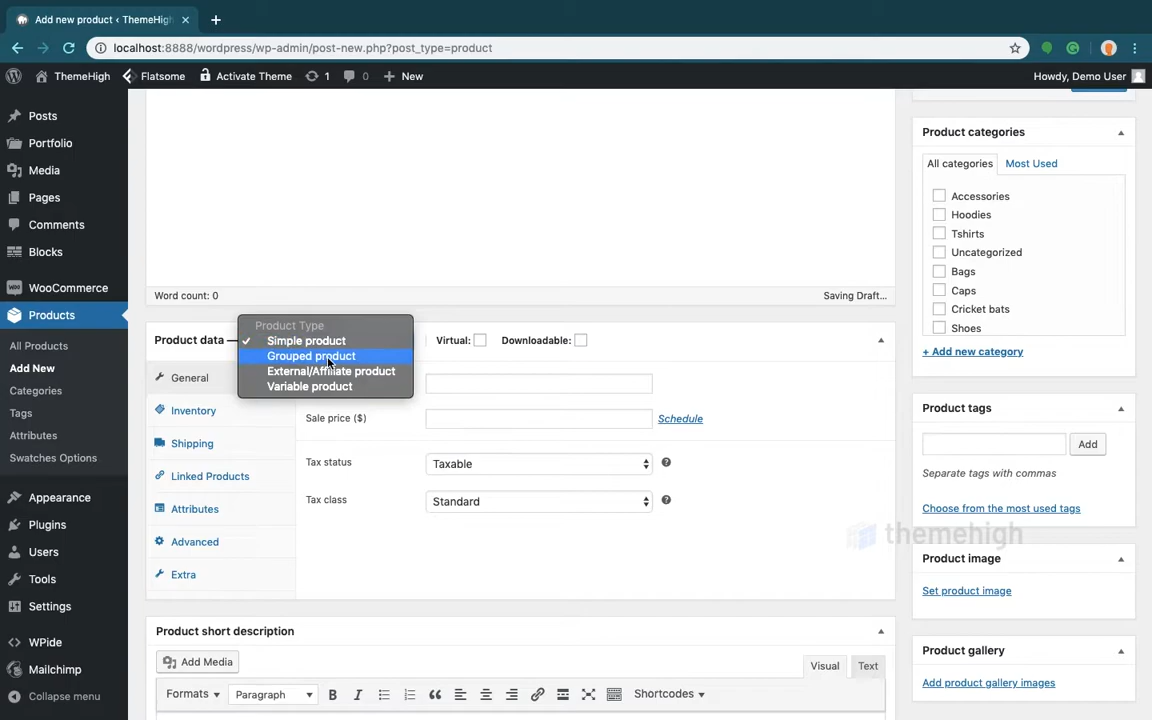 Add new product ‹ ThemeHigh
localhost:8888/wordpress/wp-admin/post-new.php?post_type=product
ThemeHigh Flatsome Activate Theme 1 0 New Howdy, Demo User
Posts
Portfolio
Media
Pages
Comments
Blocks
WooCommerce
Products
All Products
Add New
Categories
Tags
Attributes
Swatches Options
Appearance
Plugins
Users
Tools
Settings
WPide
Mailchimp
Collapse menu
Word count: 0 Saving Draft...
Product data —
Product Type
Simple product
Grouped product
External/Affiliate product
Variable product
Virtual: Downloadable:
General
Inventory
Shipping
Linked Products
Attributes
Advanced
Extra
Sale price ($) Schedule
Tax status Taxable
Tax class Standard
Product short description
Add Media
Visual Text
Formats Paragraph B I Shortcodes
Product categories
All categories Most Used
Accessories
Hoodies
Tshirts
Uncategorized
Bags
Caps
Cricket bats
Shoes
+ Add new category
Product tags
Add
Separate tags with commas
Choose from the most used tags
themehigh
Product image
Set product image
Product gallery
Add product gallery images